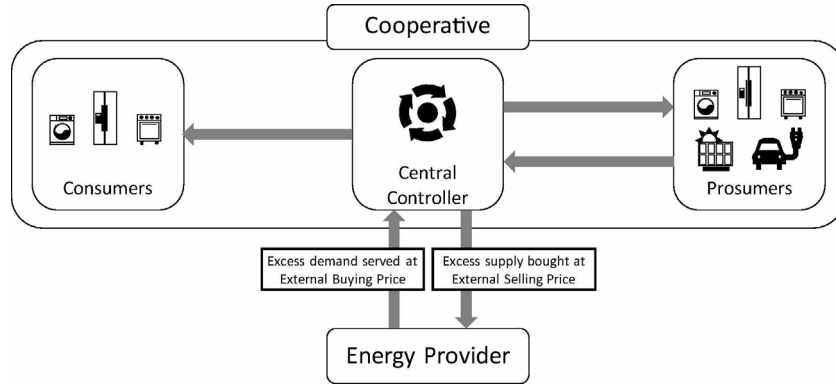 Cooperative
Consumers
Central
Controller
Prosumers
Excess demand served at
External Buying Price
Excess supply bought at
External Selling Price
Energy Provider